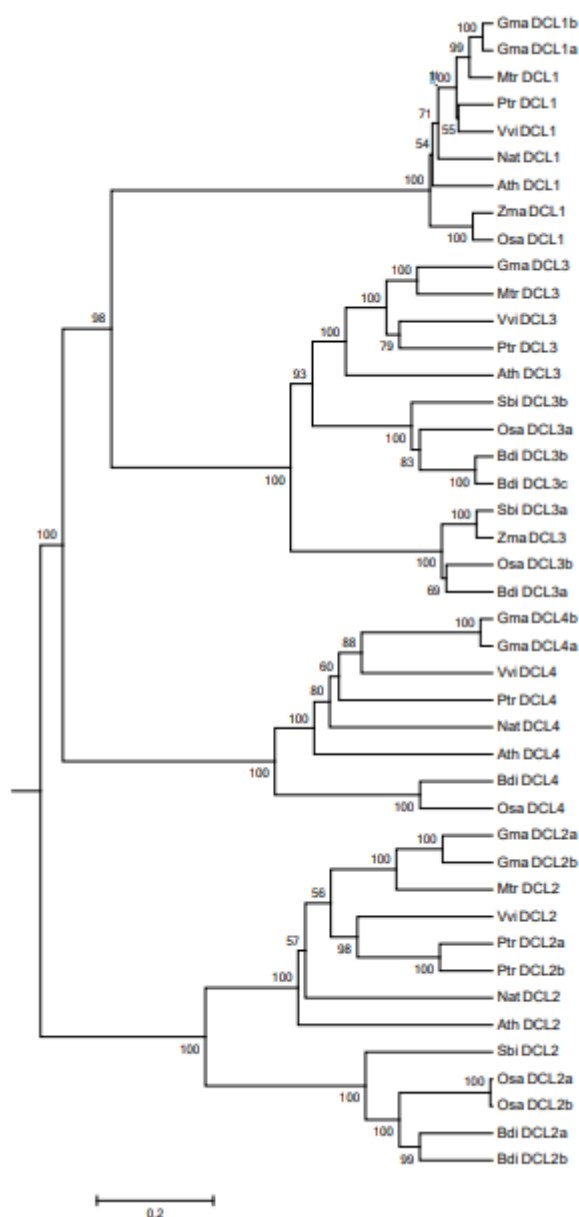 Gma DCL1b
100
Gma DCL1a
99
Mtr DCL1
100
Ptr DCL1
71
55
Vvi DCL1
54
Nat DCL1
100
Ath DCL1
Zma DCL1
100
Osa DCL1
Gma DCL3
100
Mtr DCL3
100
Vvi DCL3
98
100
79
Ptr DCL3
93
Ath DCL3
Sbi DCL3b
100
Osa DCL3a
83
Bdi DCL3b
100
100
Bdi DCL3c
Sbi DCL3a
100
Zma DCL3
100
100
Osa DCL3b
69
Bdi DCL3a
Gma DCL4b
100
Gma DCL4a
88
Vvi DCL4
60
Ptr DCL4
80
Nat DCL4
100
Ath DCL4
100
Bdi DCL4
100
Osa DCL4
Gma DCL2a
100
Gma DCL2b
100
Mtr DCL2
56
Vvi DCL2
98
Ptr DCL2a
57
100
Ptr DCL2b
100
Nat DCL2
Ath DCL2
100
Sbi DCL2
100
Osa DCL2a
100
Osa DCL2b
100
Bdi DCL2a
99
Bdi DCL2b
0.2